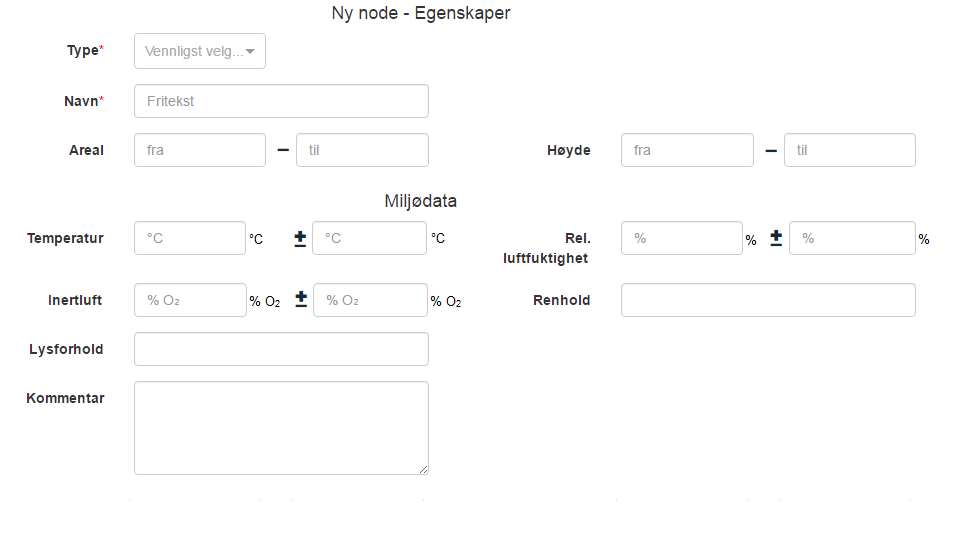 Ny node - Egenskaper
Type* Vennligst velg...
Navn* Fritekst
Areal fra – til Høyde fra – til
Miljødata
Temperatur °C °C ± °C °C Rel. luftfuktighet % % ± % %
Inertluft % O₂ % O₂ ± % O₂ % O₂ Renhold
Lysforhold
Kommentar